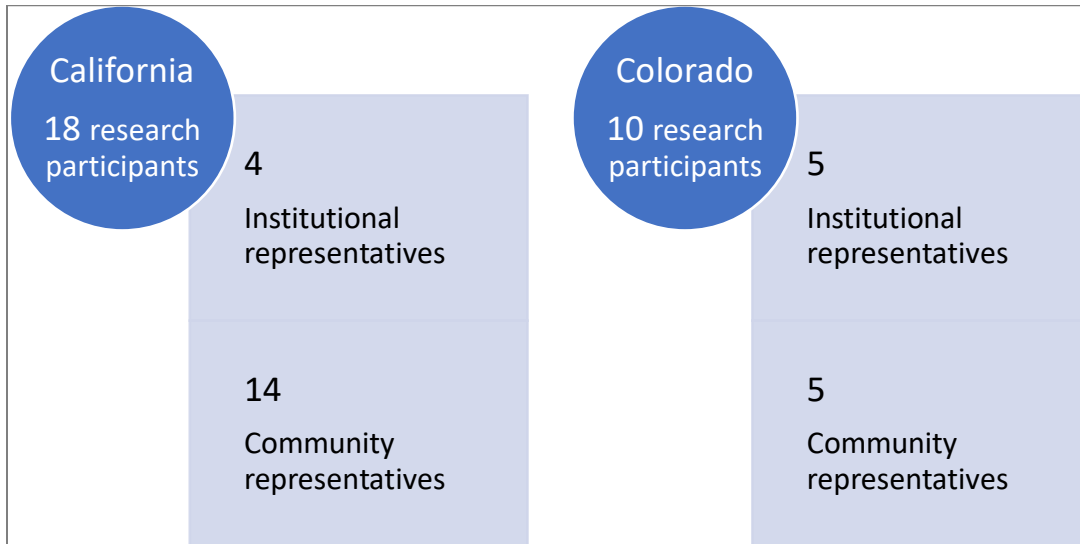 California
18 research
participants
4
Institutional
representatives
14
Community
representatives
Colorado
10 research
participants
5
Institutional
representatives
5
Community
representatives